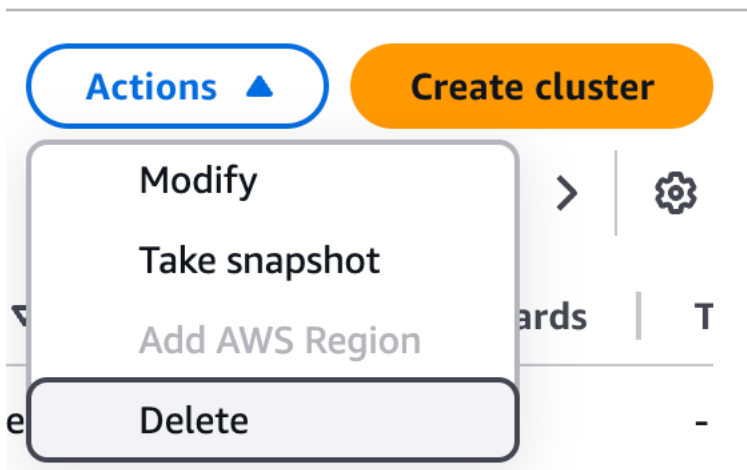 Actions
Create cluster
Modify
Take snapshot
ards
T
Add AWS Region
e
Delete
-